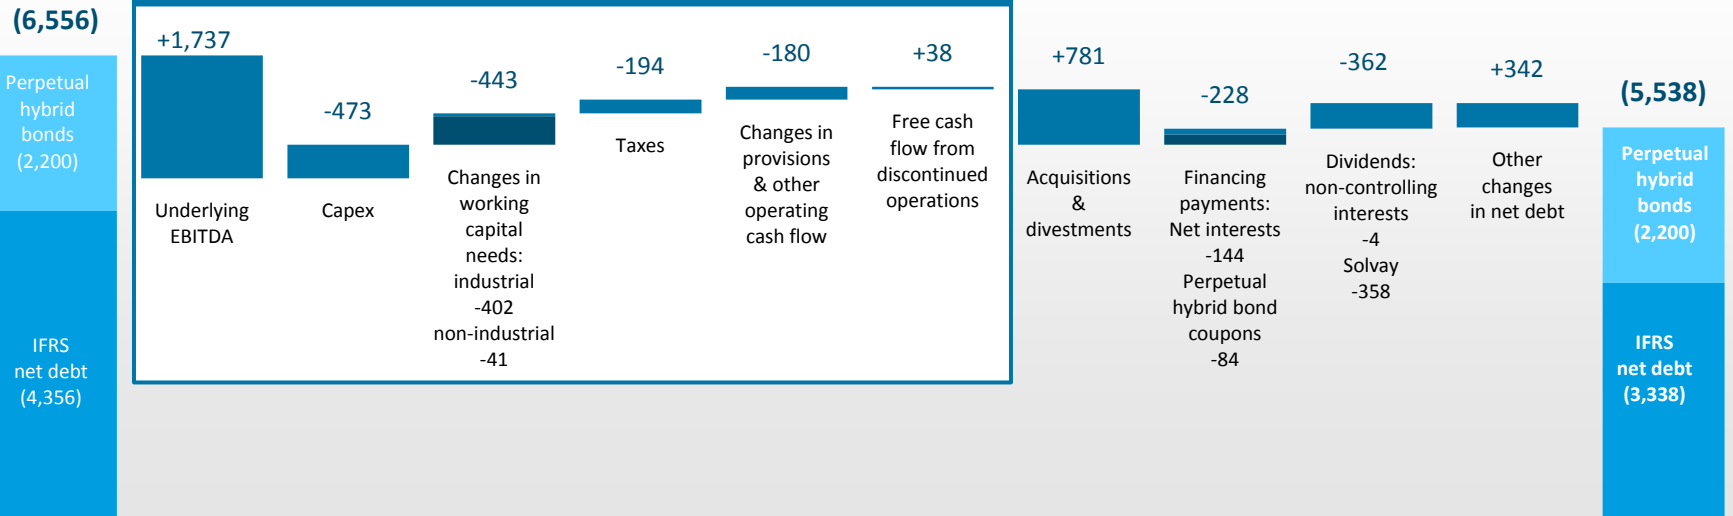 (6,556)
Perpetual
hybrid
bonds
(2,200)
IFRS
net debt
(4,356)
+1,737
Underlying
EBITDA
-473
Capex
-443
Changes in
working
capital
needs:
industrial
-402
non-industrial
-41
-194
Taxes
-180
Changes in
provisions
& other
operating
cash flow
+38
Free cash
flow from
discontinued
operations
+781
Acquisitions
&
divestments
-228
Financing
payments:
Net interests
-144
Perpetual
hybrid bond
coupons
-84
-362
Dividends:
non-controlling
interests
-4
Solvay
-358
+342
Other
changes
in net debt
(5,538)
Perpetual
hybrid
bonds
(2,200)
IFRS
net debt
(3,338)